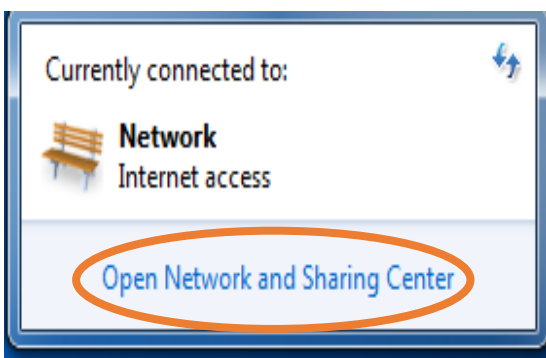 Currently connected to:
Network
Internet access
Open Network and Sharing Center